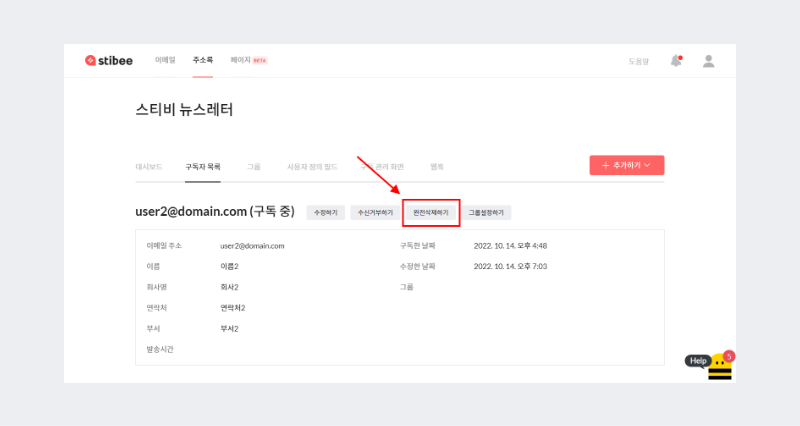 stibee
이메일 주소록 페이지 BETA 도움말
스티비 뉴스레터
대시보드 구독자 목록 그룹 사용자 정의 필드 구독 관리 화면 웹훅 + 추가하기
user2@domain.com (구독 중) 수정하기 수신거부하기 완전삭제하기 그룹설정하기
이메일 주소 user2@domain.com 구독한 날짜 2022. 10. 14. 오후 4:48
이름 이름2 수정한 날짜 2022. 10. 14. 오후 7:03
회사명 회사2 그룹
연락처 연락처2
부서 부서2
발송시간
Help 5